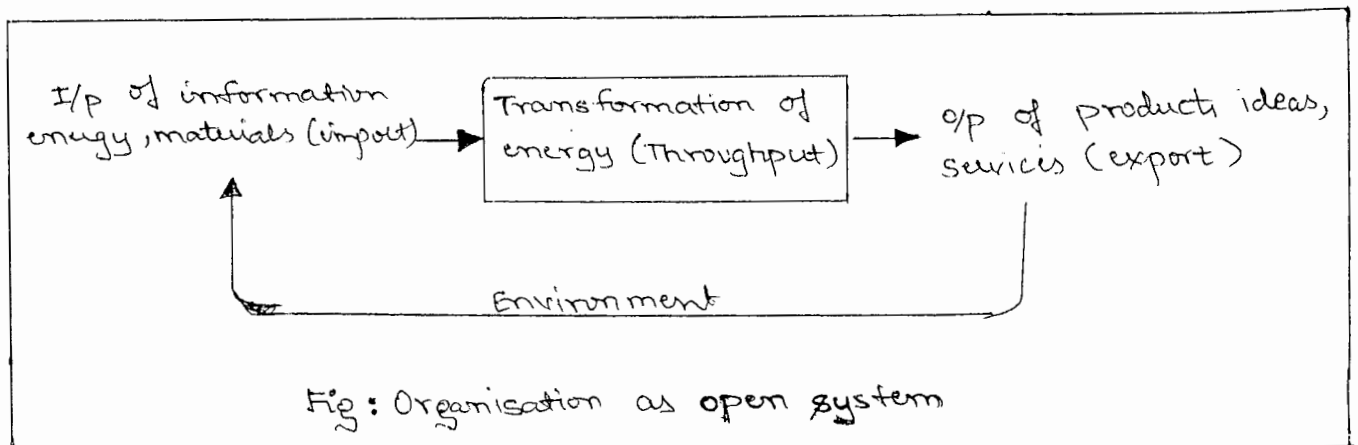 I/p of information
energy, materials (import)
Transformation of
energy (Throughput)
o/p of product, ideas,
services (export)
Environment
Fig: Organisation as open system